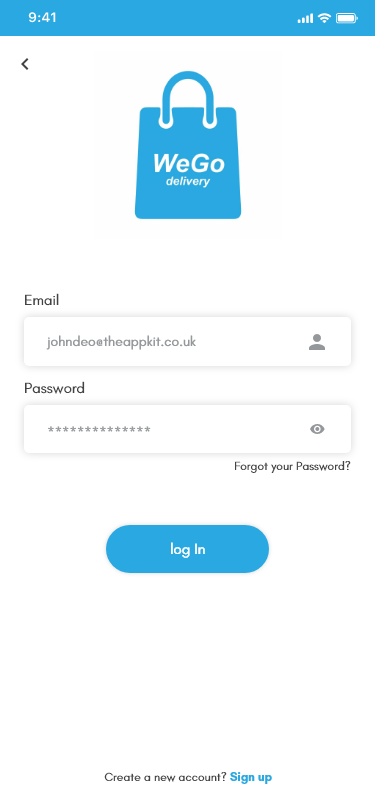 9:41
WeGo
delivery
Email
johndeo@theappkit.co.uk
Password
**************
Forgot your Password?
log In
Create a new account? Sign up